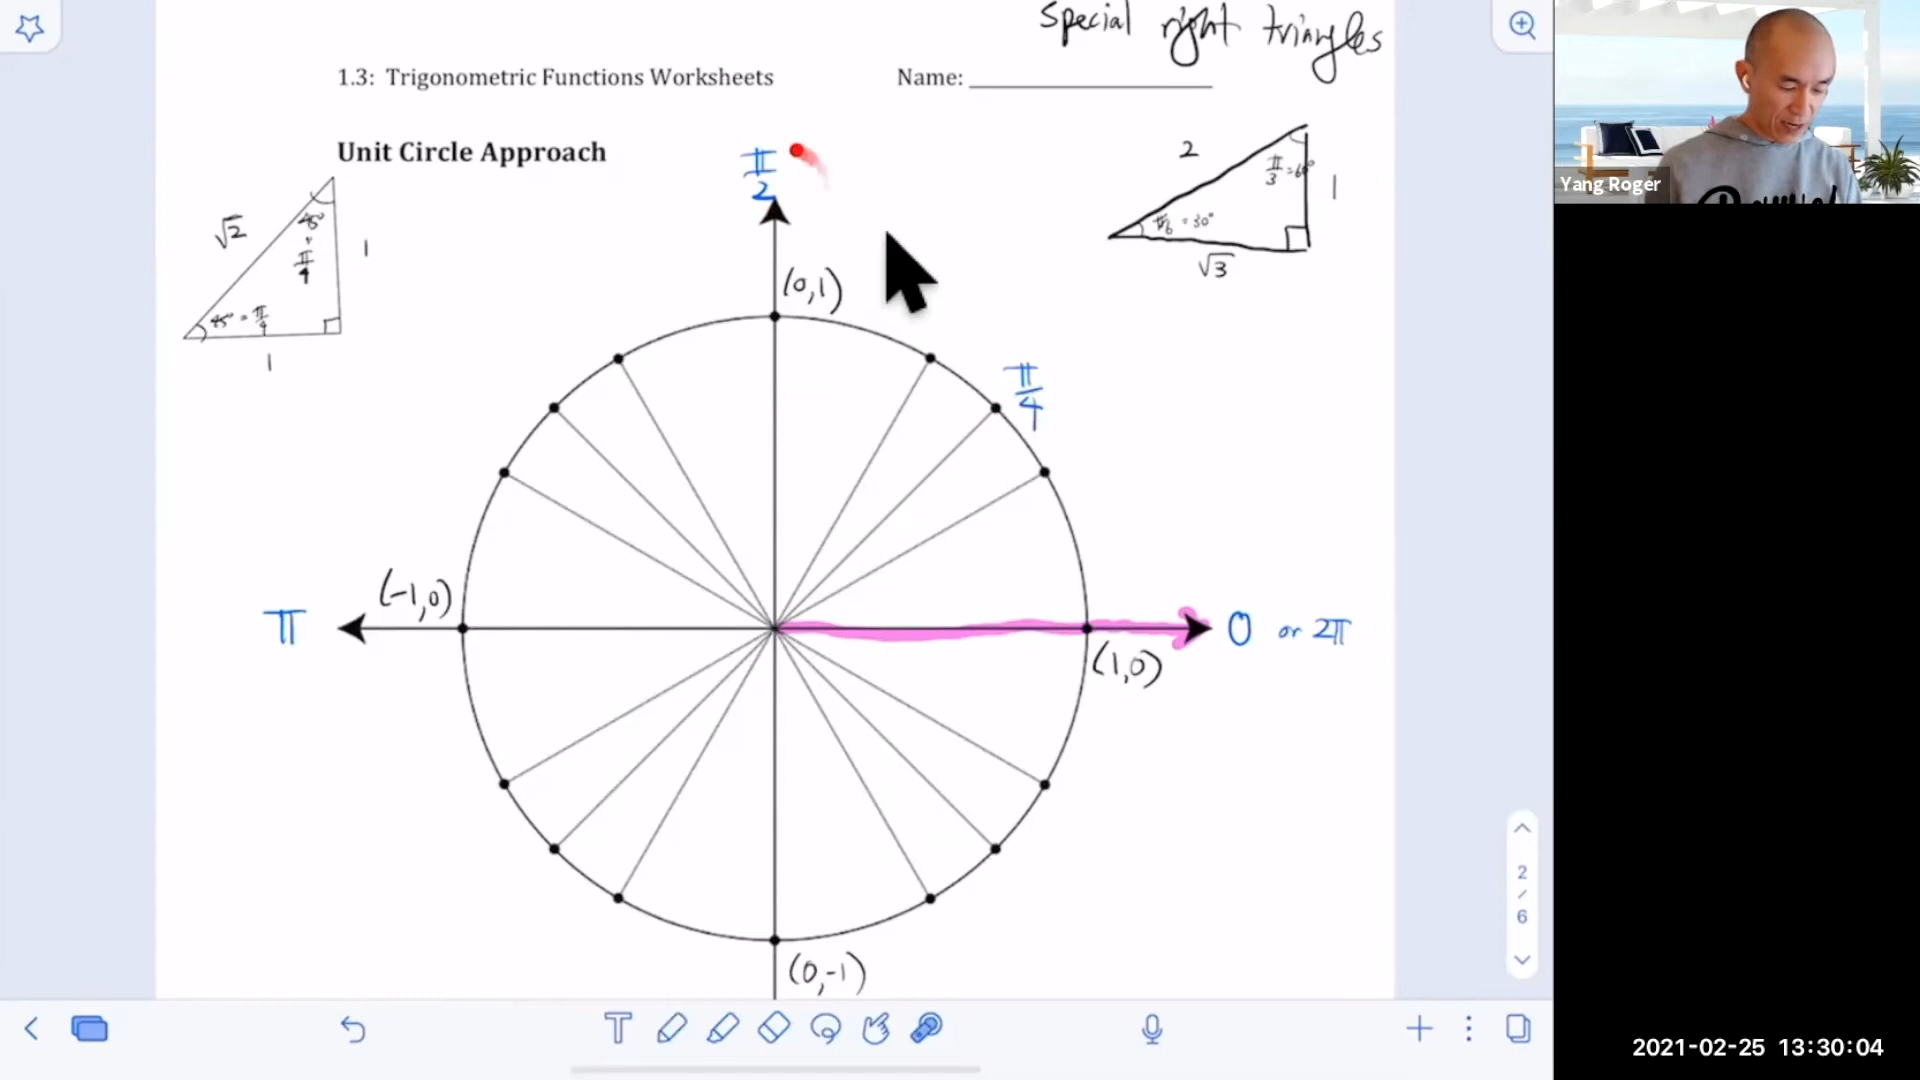 special right triangles
1.3: Trigonometric Functions Worksheets
Name:
Unit Circle Approach
π/2
2
π/3 = 60°
1
π/6 = 30°
√3
√2
45°
π/4
1
45° = π/4
1
(0,1)
π/4
(-1,0)
π
0 or 2π
(1,0)
(0,-1)
Yang Roger
2
/
6
T
2021-02-25 13:30:04